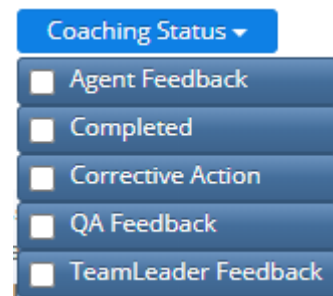 Coaching Status
Agent Feedback
Completed
Corrective Action
QA Feedback
TeamLeader Feedback